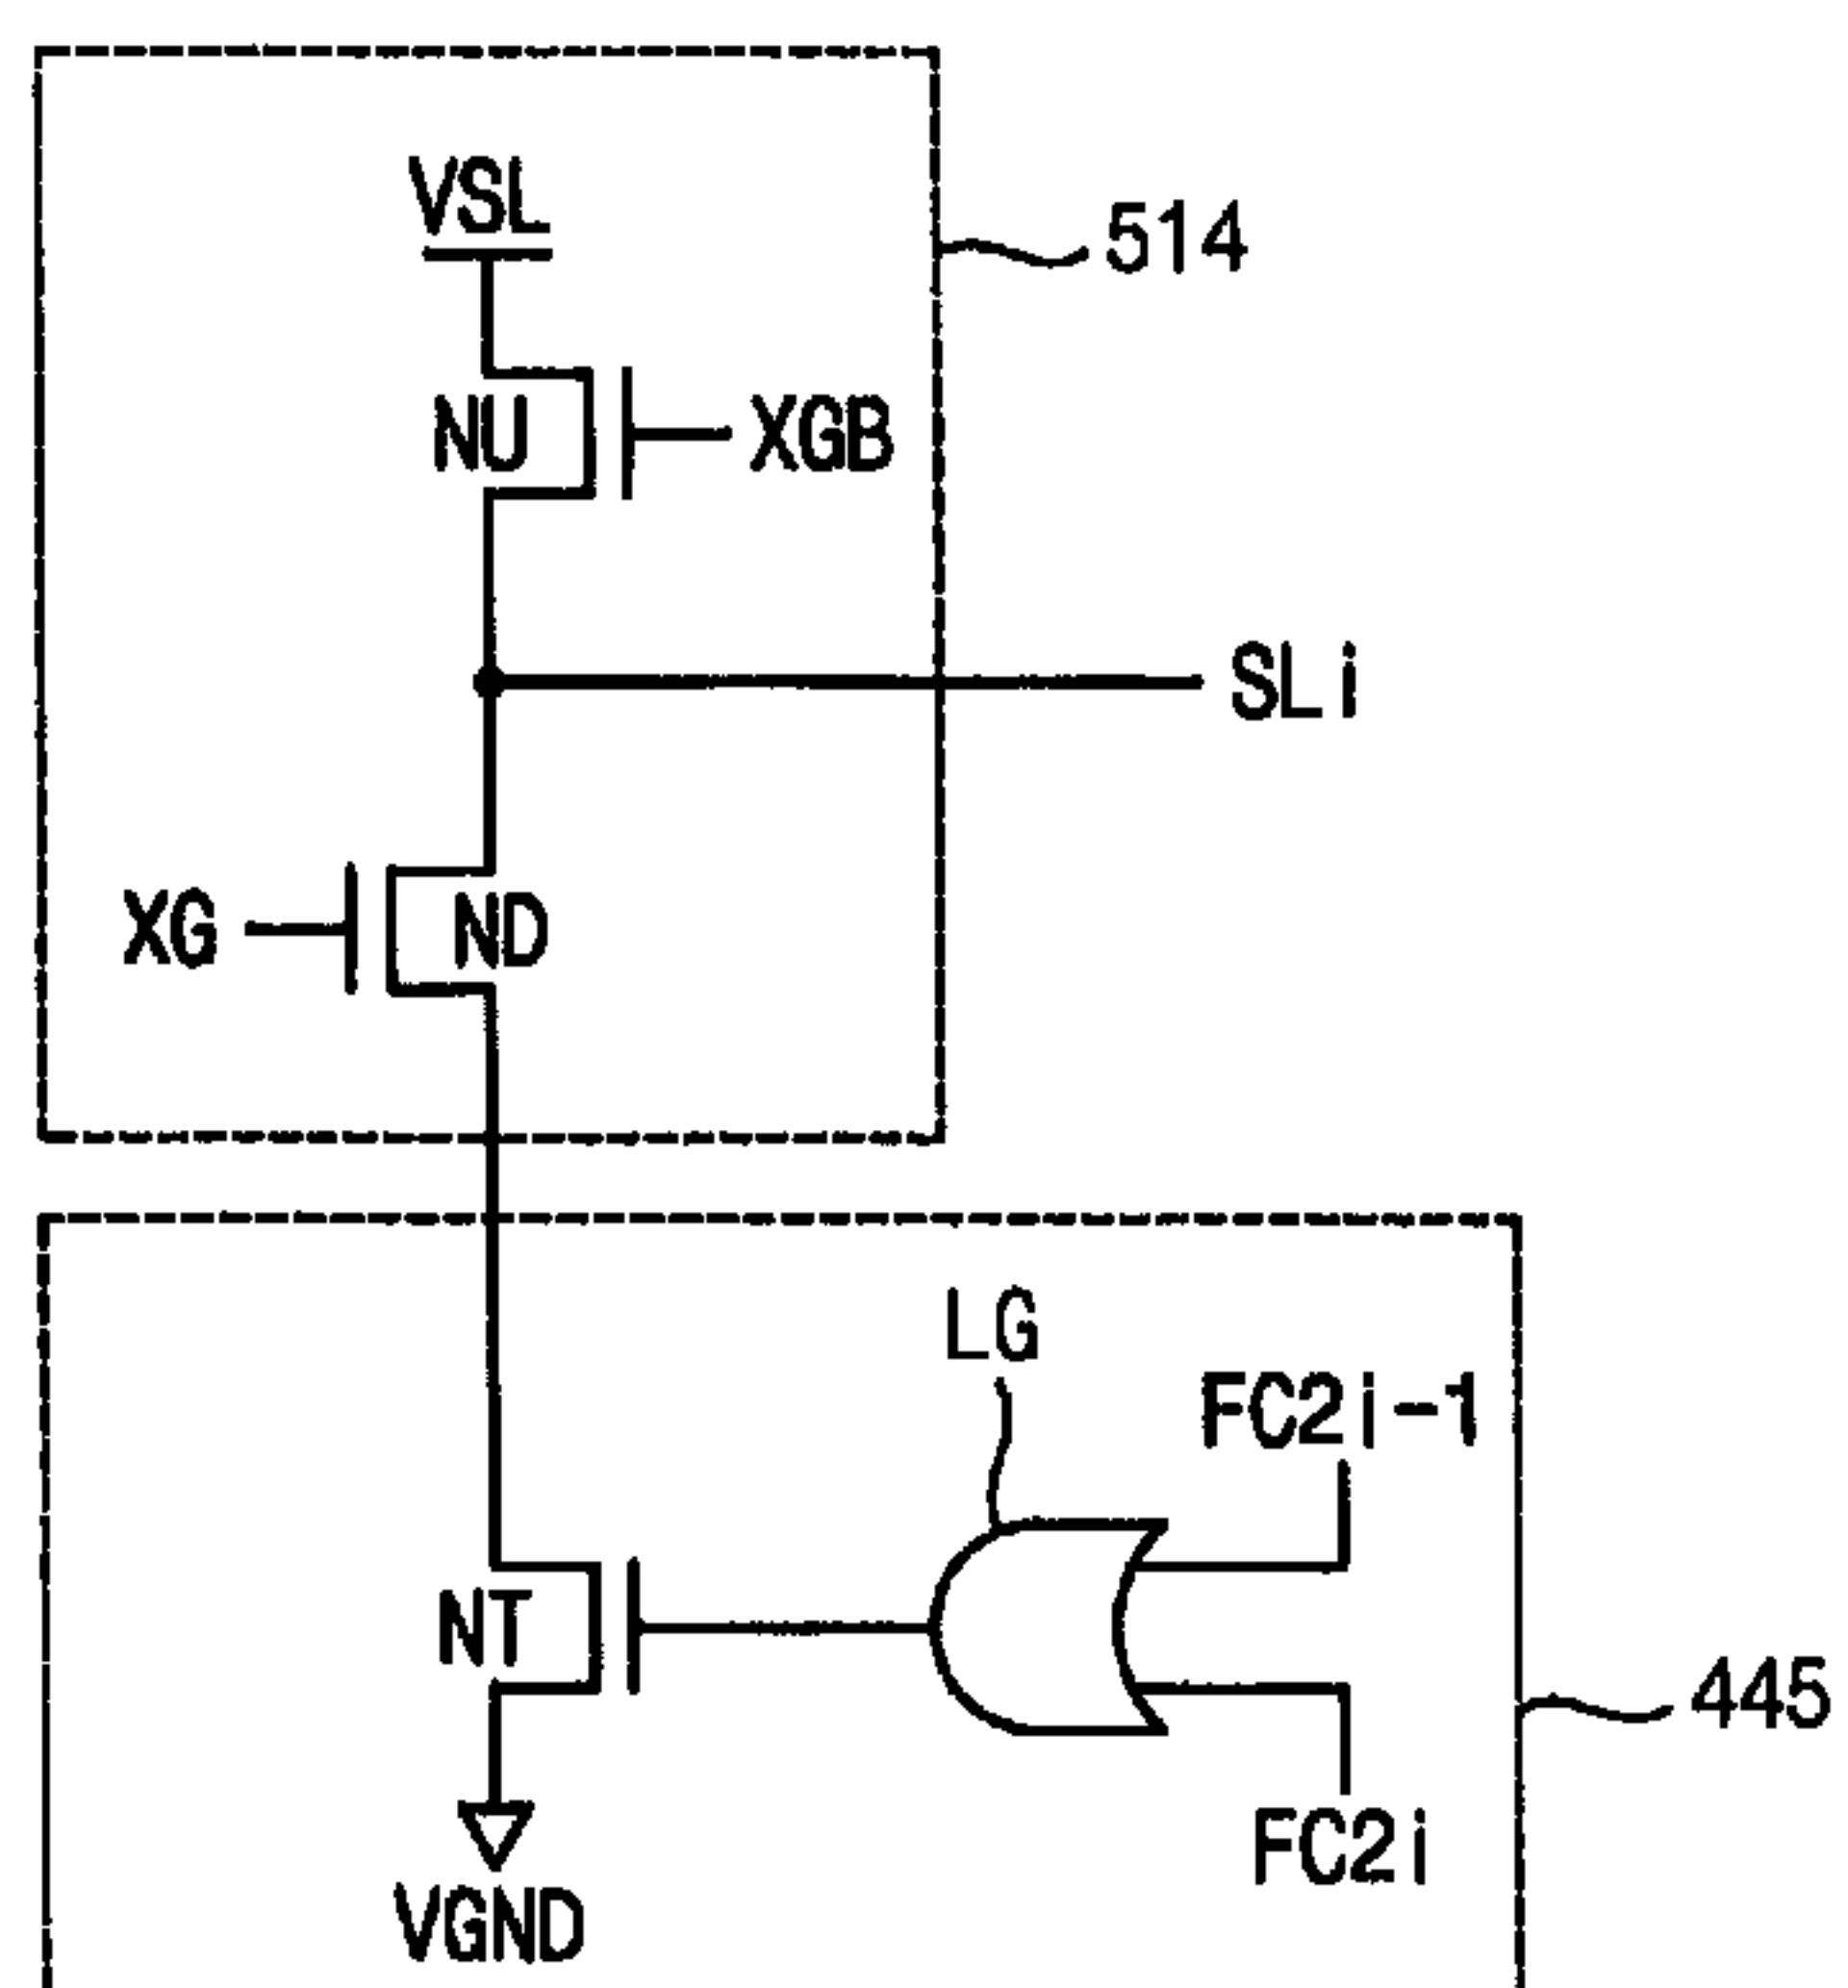 VSL
514
NU
XGB
SLi
XG
ND
LG
FC2i-1
NT
445
FC2i
VGND